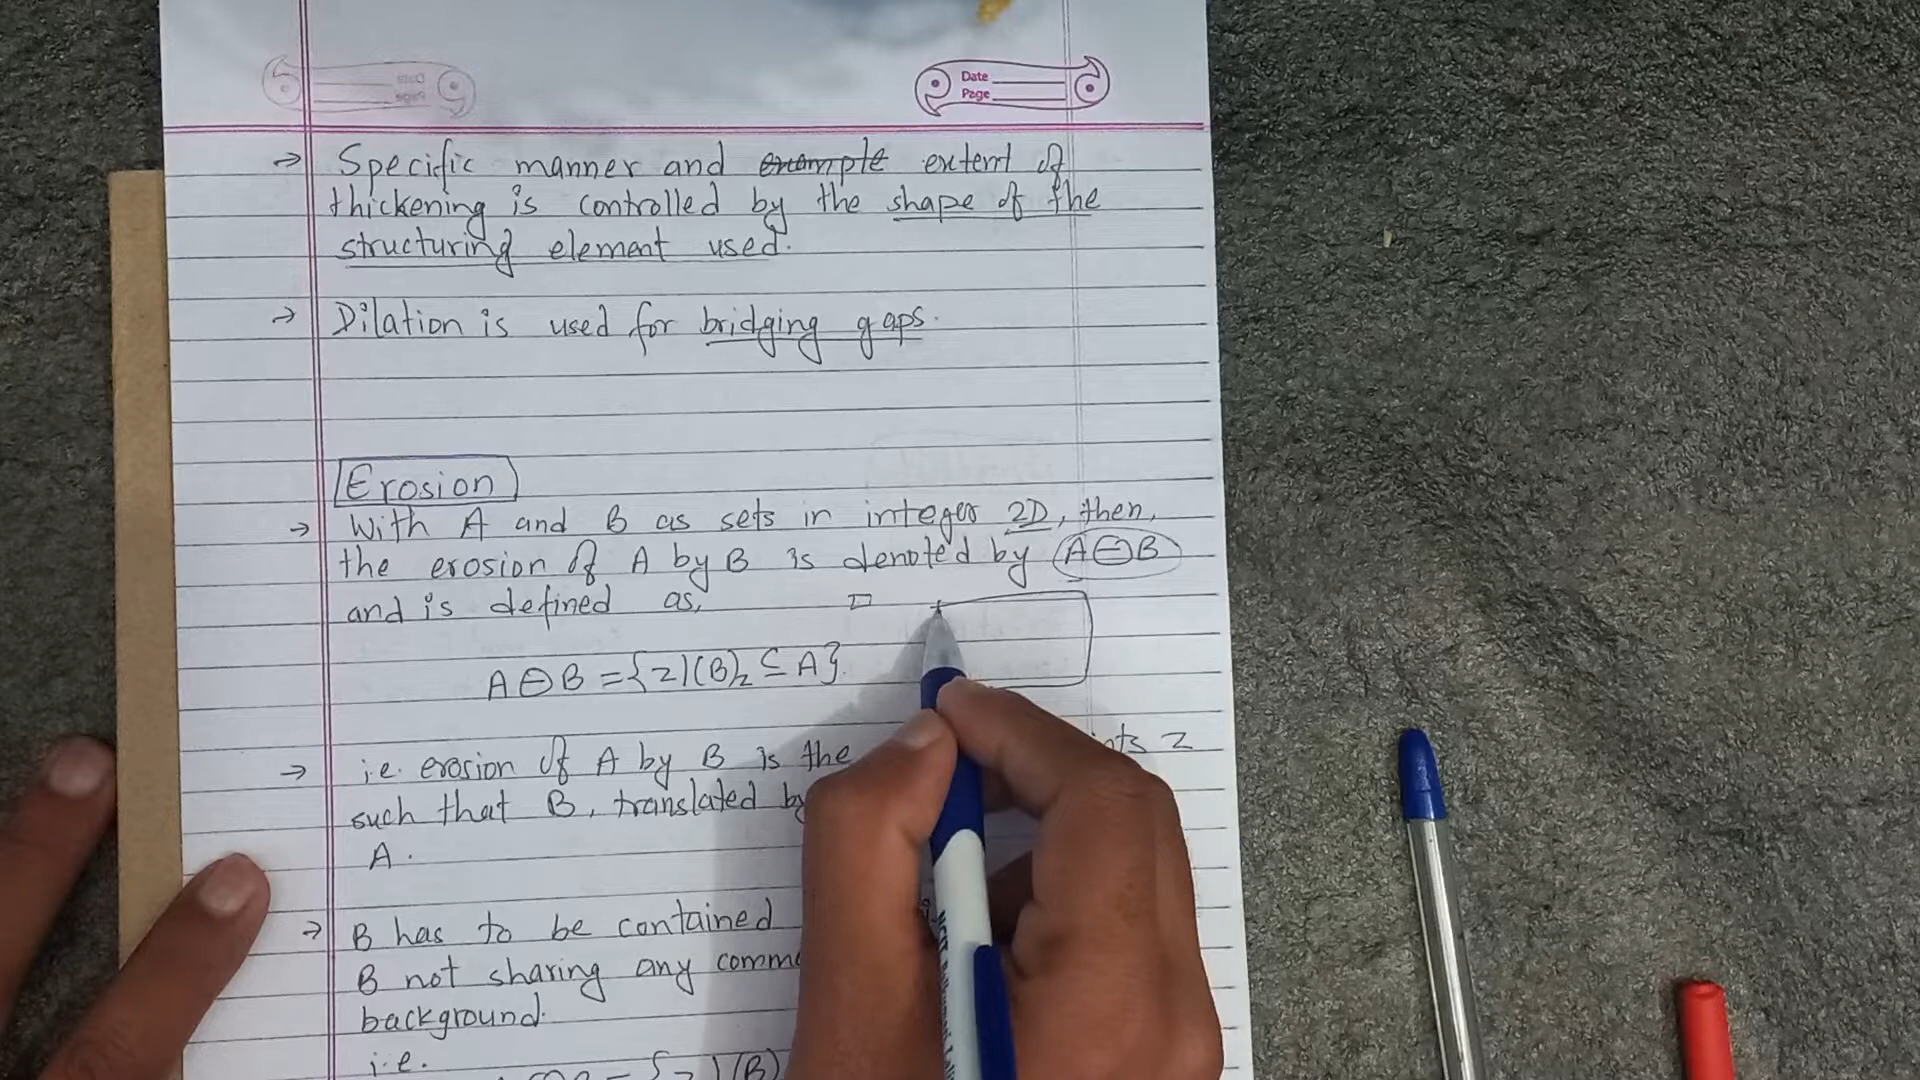 Date
Page
→ Specific manner and example extent of
thickening is controlled by the shape of the
structuring element used.
→ Dilation is used for bridging gaps.
Erosion
→ With A and B as sets in integer 2D, then,
the erosion of A by B is denoted by A⊖B
and is defined as,
A⊖B = {z|(B)z ⊆ A}.
→ i.e. erosion of A by B is the z
such that B, translated by
A.
→ B has to be contained
B not sharing any
background.
i.e.